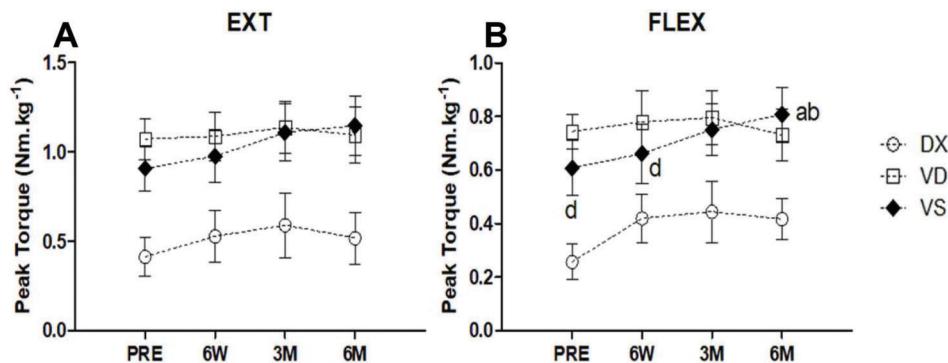 A
EXT
Peak Torque (Nm.kg⁻¹)
1.5
1.0
0.5
0.0
PRE 6W 3M 6M
B
FLEX
Peak Torque (Nm.kg⁻¹)
1.0
0.8
0.6
0.4
0.2
0.0
d
d
ab
PRE 6W 3M 6M
DX
VD
VS